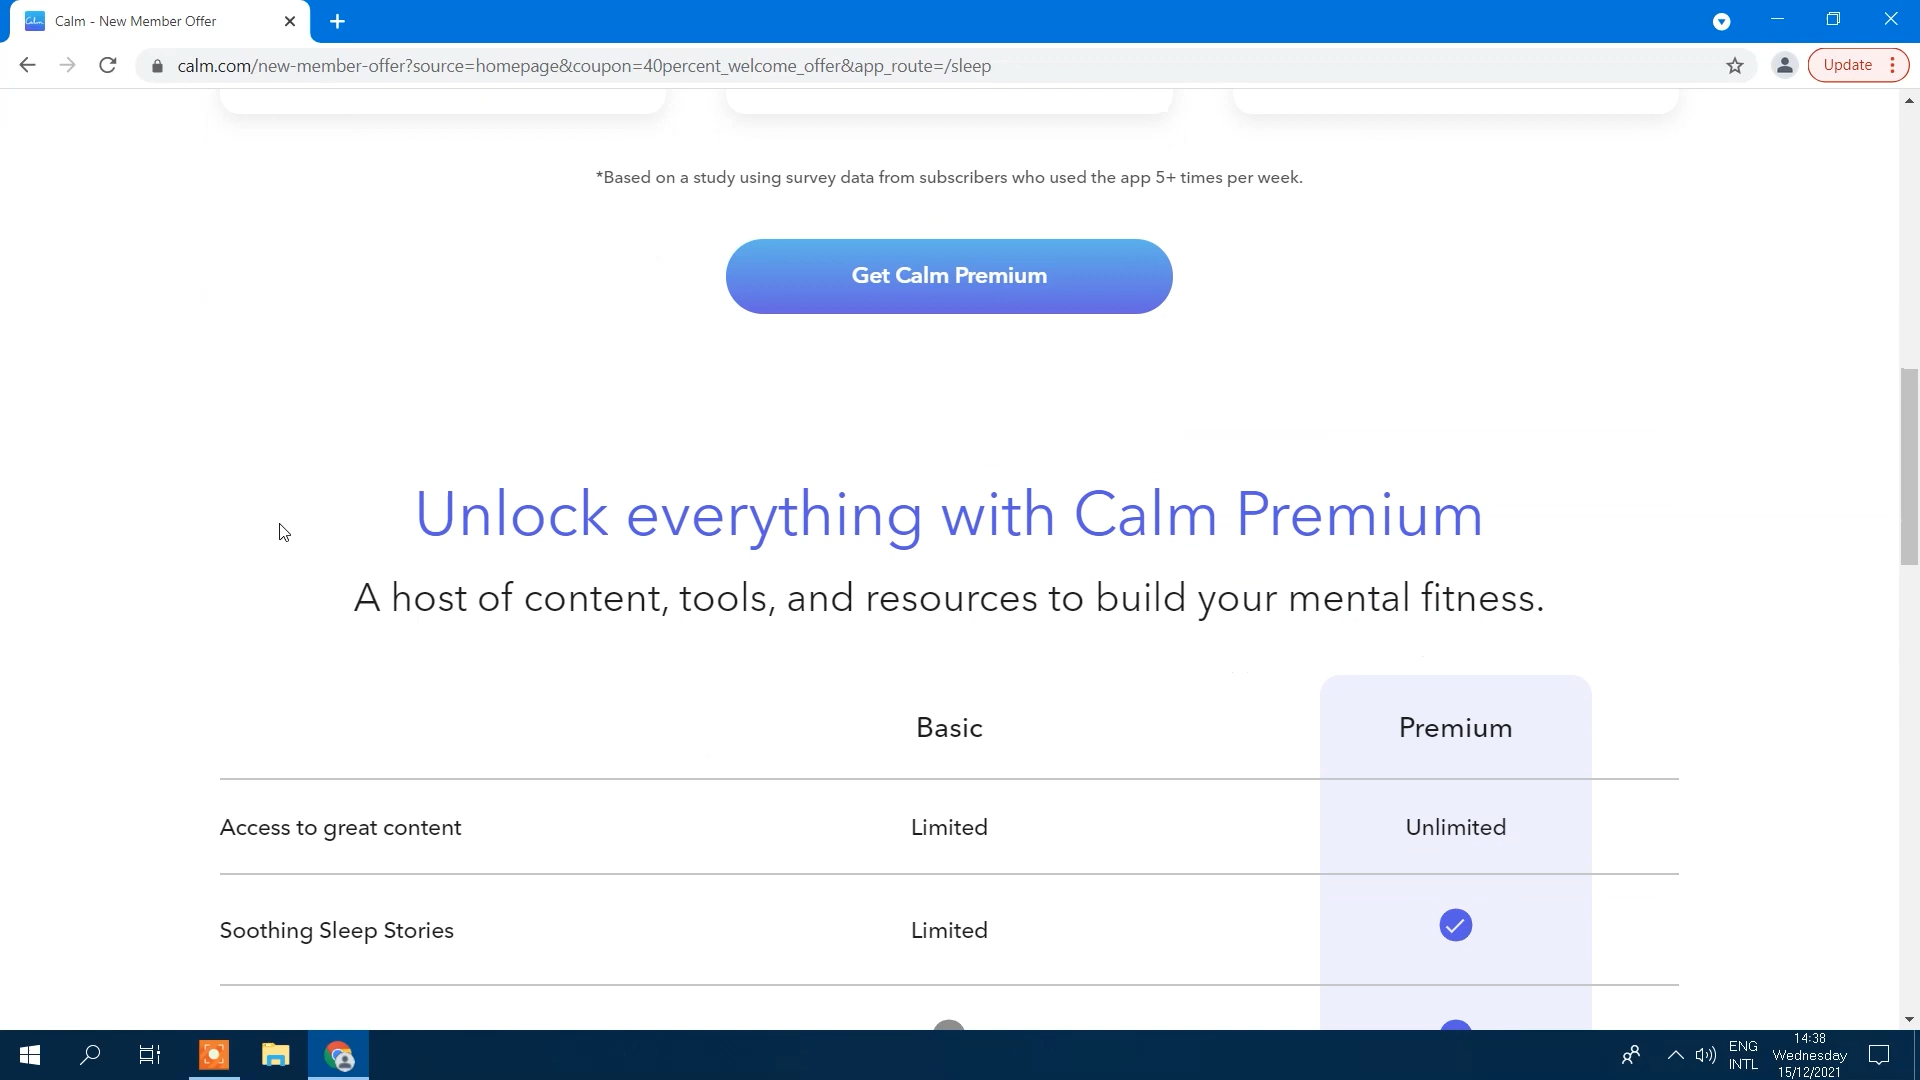 Calm - New Member Offer
calm.com/new-member-offer?source=homepage&coupon=40percent_welcome_offer&app_route=/sleep
Update
*Based on a study using survey data from subscribers who used the app 5+ times per week.
Get Calm Premium
Unlock everything with Calm Premium
A host of content, tools, and resources to build your mental fitness.
Basic Premium
Access to great content Limited Unlimited
Soothing Sleep Stories Limited
ENG
INTL
14:38
Wednesday
15/12/2021